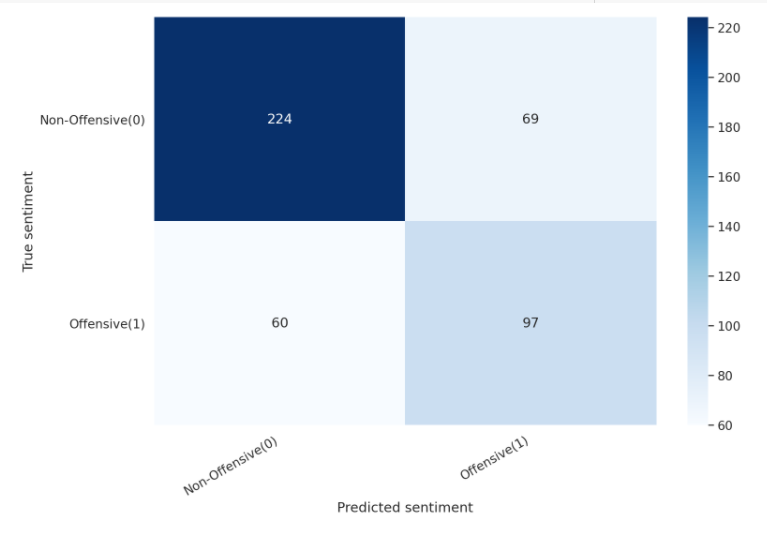 220
200
180
160
140
120
100
80
60
Non-Offensive(0)
224
69
Offensive(1)
60
97
True sentiment
Non-Offensive(0)
Offensive(1)
Predicted sentiment